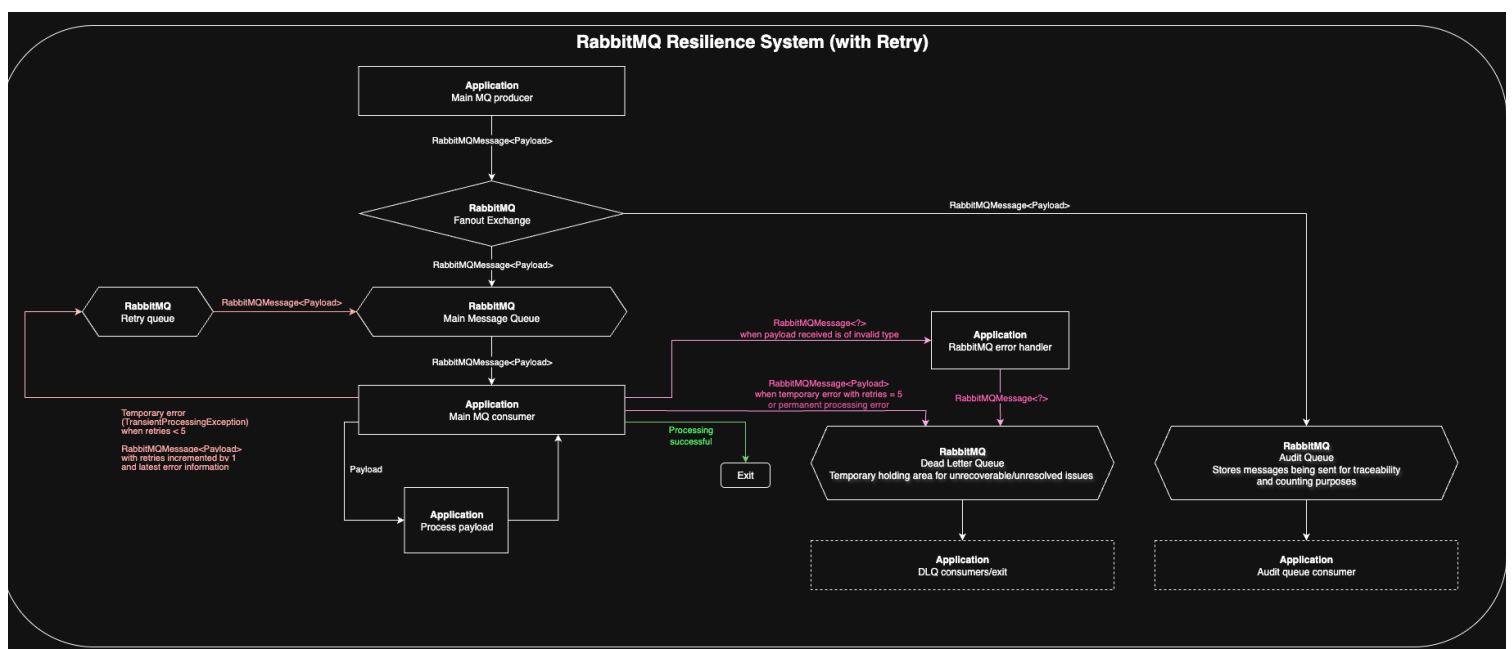 RabbitMQ Resilience System (with Retry)
Application
Main MQ producer
RabbitMQMessage<Payload>
RabbitMQ
Fanout Exchange
RabbitMQMessage<Payload>
RabbitMQMessage<Payload>
RabbitMQ
Retry queue
RabbitMQMessage<Payload>
RabbitMQ
Main Message Queue
RabbitMQMessage<?>
when payload received is of invalid type
Application
RabbitMQ error handler
RabbitMQMessage<Payload>
Application
Main MQ consumer
RabbitMQMessage<Payload>
when temporary error with retries = 5
or permanent processing error
RabbitMQMessage<?>
Temporary error
(TransientProcessingException)
when retries < 5
RabbitMQMessage<Payload>
with retries incremented by 1
and latest error information
Processing
successful
Payload
Exit
RabbitMQ
Dead Letter Queue
Temporary holding area for unrecoverable/unresolved issues
RabbitMQ
Audit Queue
Stores messages being sent for traceability
and counting purposes
Application
Process payload
Application
DLQ consumers/exit
Application
Audit queue consumer